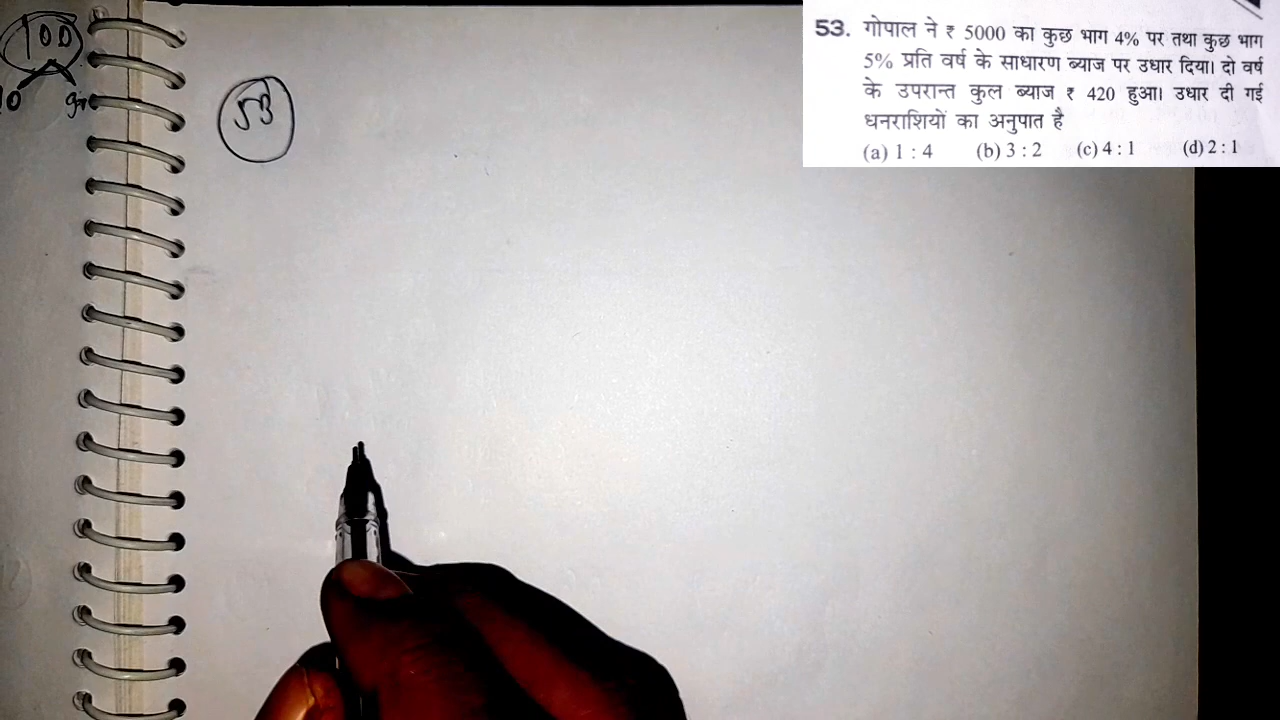 100
53
53. गोपाल ने ₹ 5000 का कुछ भाग 4% पर तथा कुछ भाग
5% प्रति वर्ष के साधारण ब्याज पर उधार दिया। दो वर्ष
के उपरान्त कुल ब्याज ₹ 420 हुआ। उधार दी गई
धनराशियों का अनुपात है
(a) 1 : 4 (b) 3 : 2 (c) 4 : 1 (d) 2 : 1